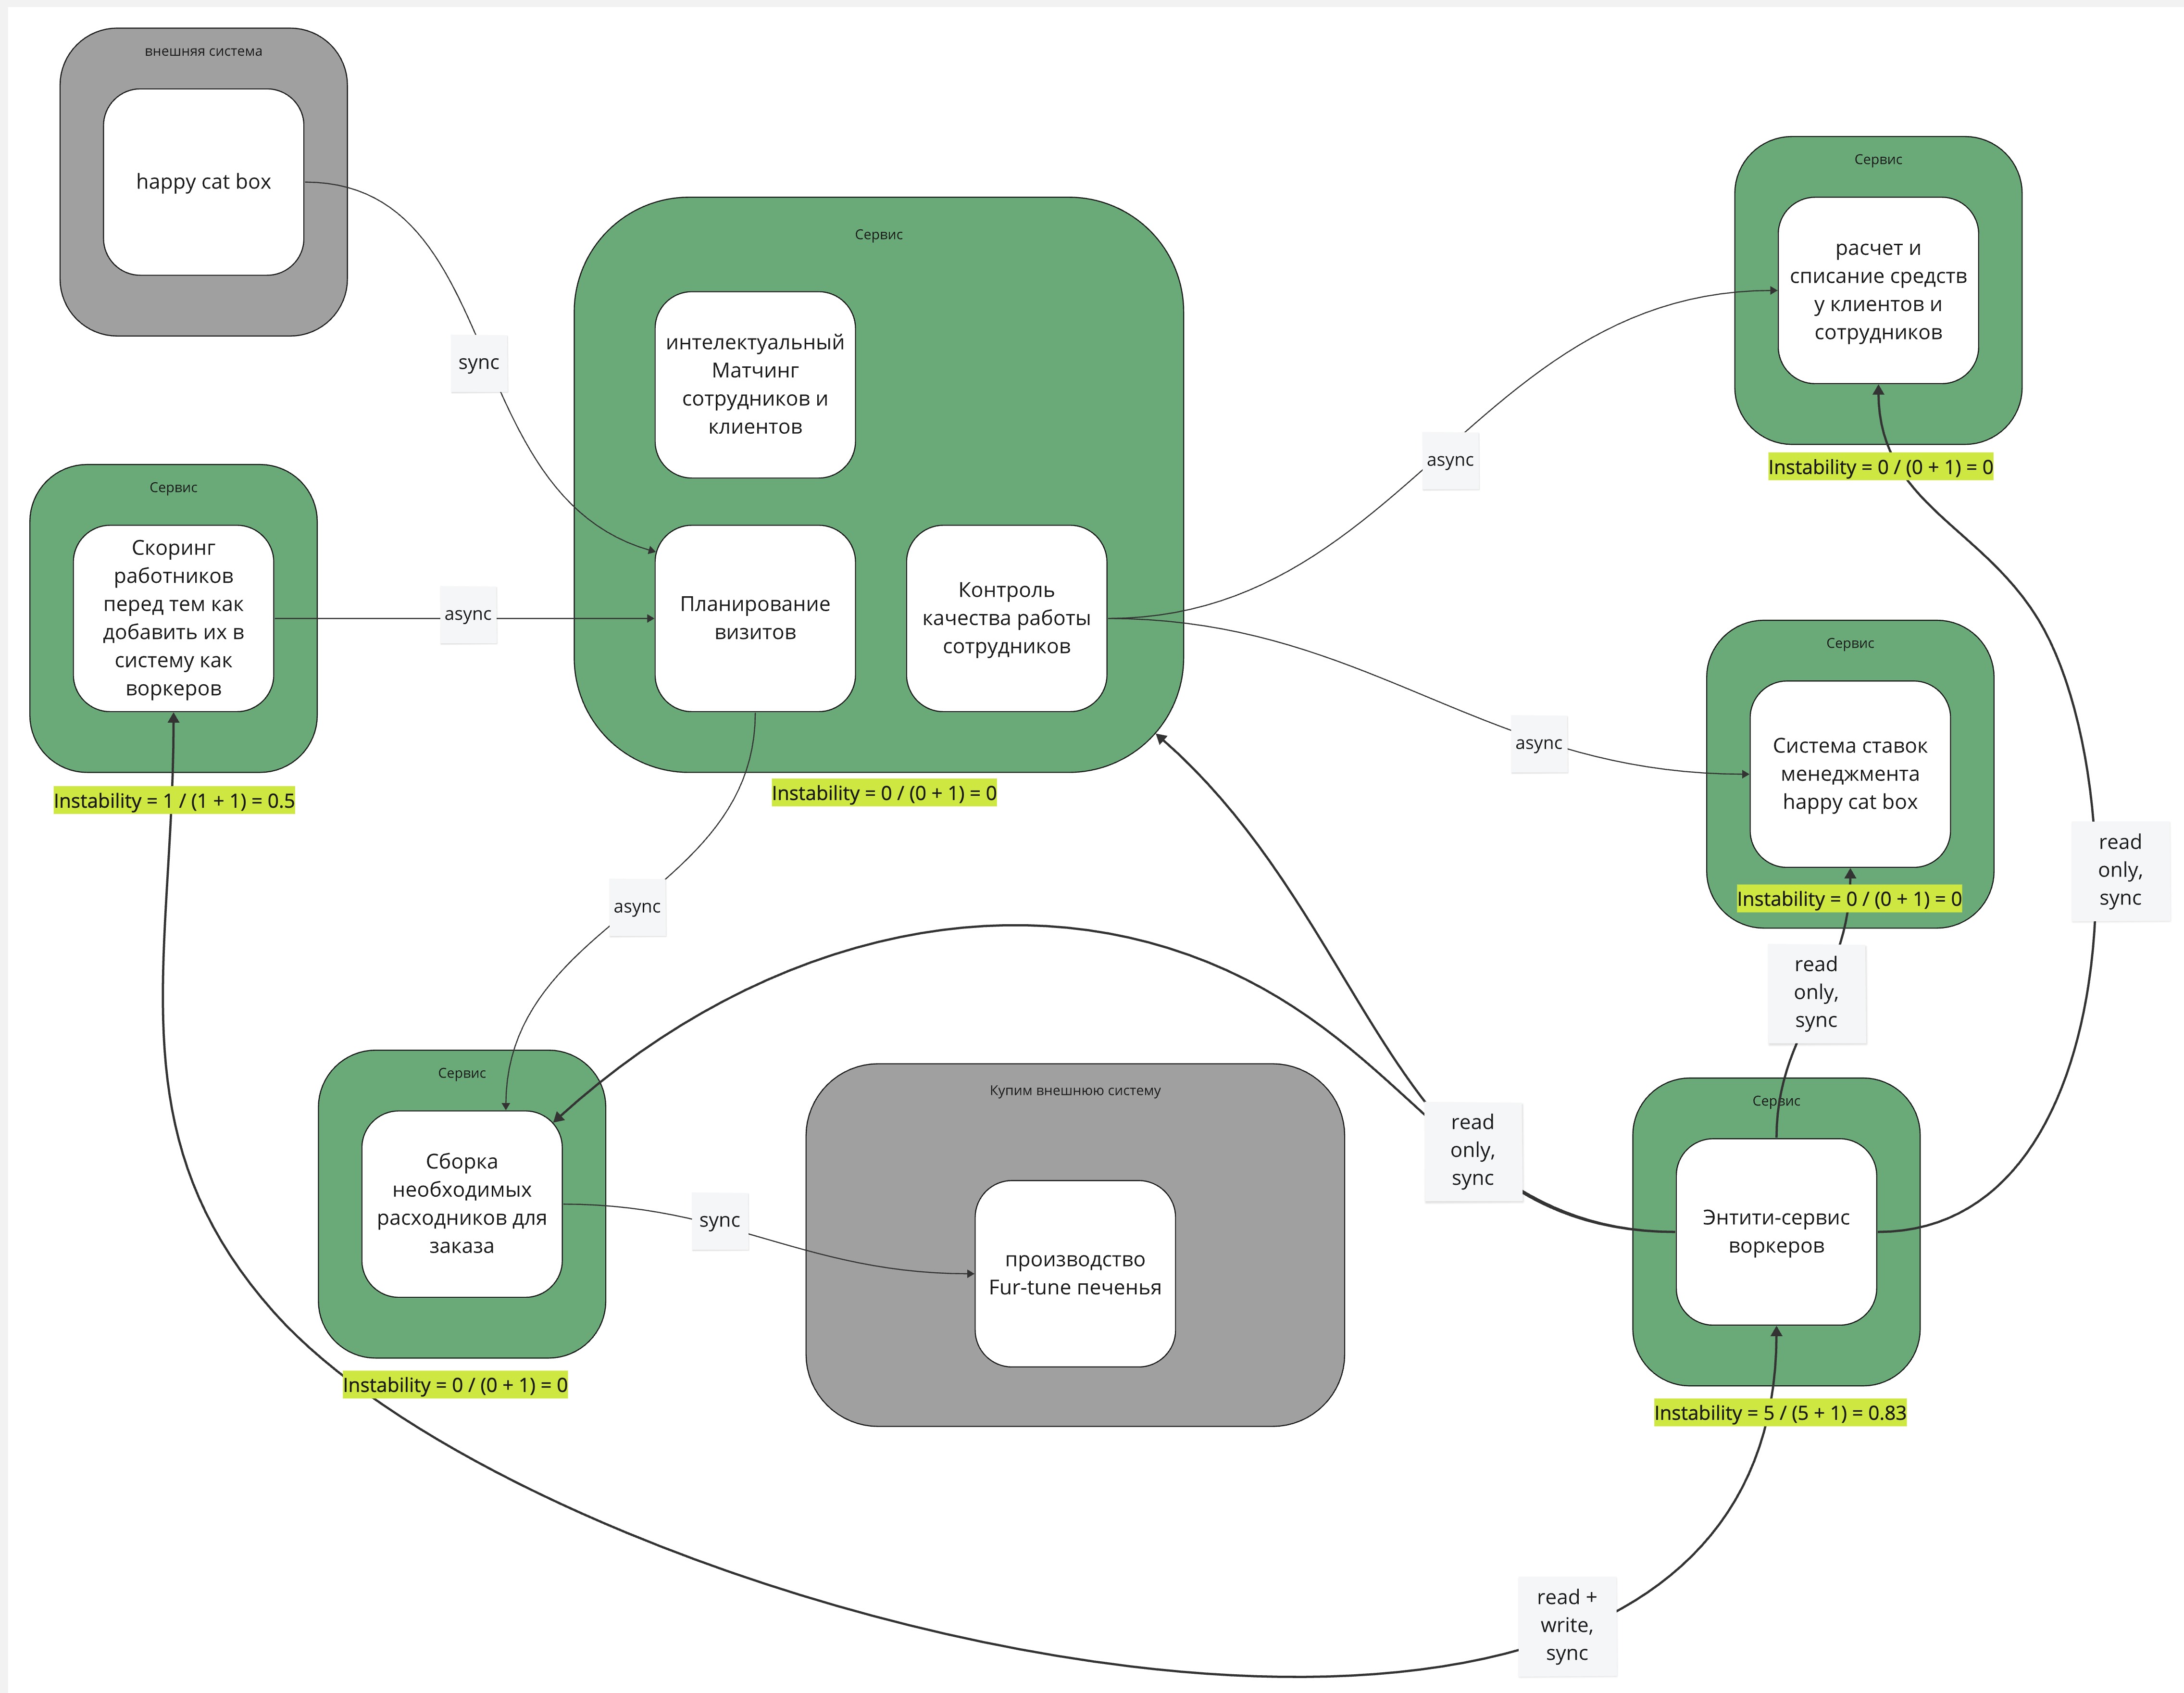 внешняя система
happy cat box
sync
Сервис
Скоринг
работников
перед тем как
добавить их в
систему как
воркеров
Instability = 1 / (1 + 1) = 0.5
async
Сервис
интелектуальный
Матчинг
сотрудников и
клиентов
Планирование
визитов
Контроль
качества работы
сотрудников
Instability = 0 / (0 + 1) = 0
async
async
async
Сервис
расчет и
списание средств
у клиентов и
сотрудников
Instability = 0 / (0 + 1) = 0
Сервис
Система ставок
менеджмента
happy cat box
Instability = 0 / (0 + 1) = 0
read
only,
sync
read
only,
sync
Сервис
Сборка
необходимых
расходников для
заказа
Instability = 0 / (0 + 1) = 0
sync
Купим внешнюю систему
производство
Fur-tune печенья
read
only,
sync
Сервис
Энтити-сервис
воркеров
Instability = 5 / (5 + 1) = 0.83
read +
write,
sync